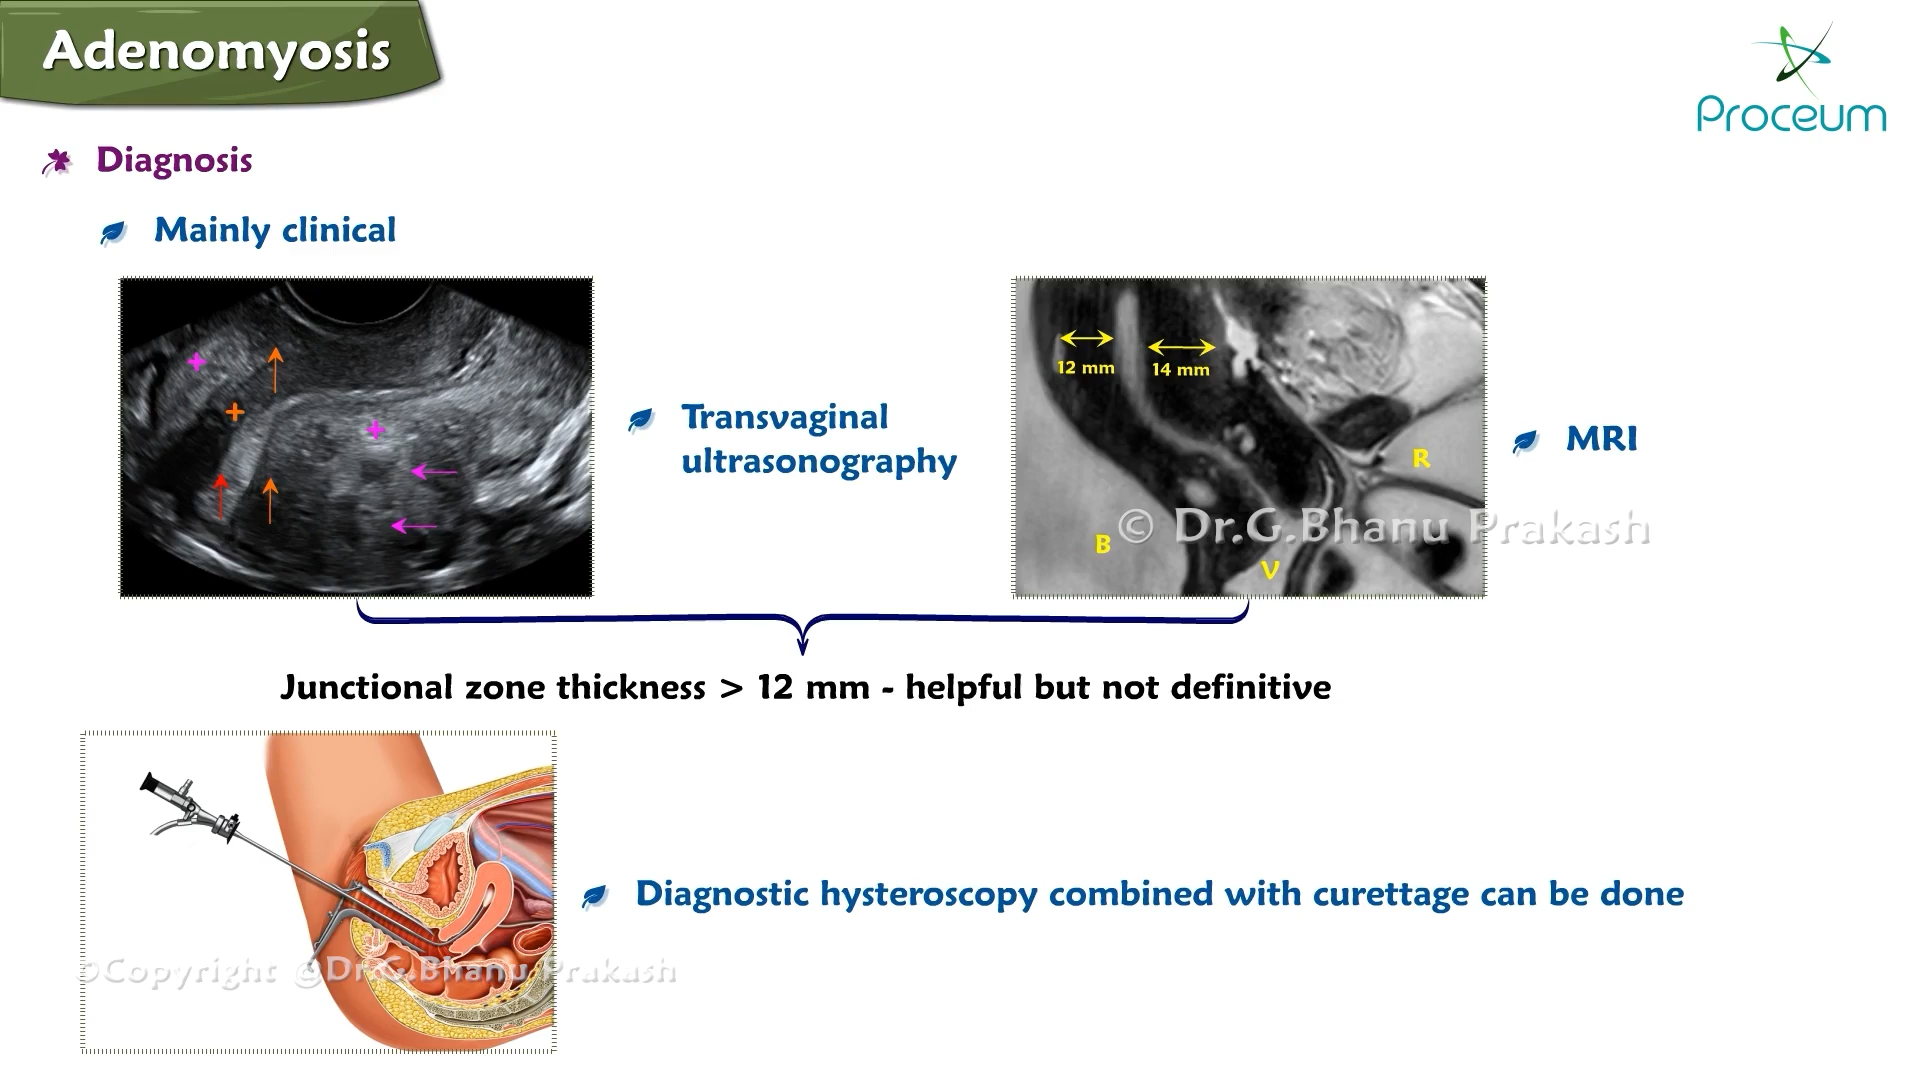 Adenomyosis
Proceum
Diagnosis
Mainly clinical
12 mm
14 mm
Transvaginal
ultrasonography
MRI
R
© Dr.G.Bhanu Prakash
B
V
Junctional zone thickness > 12 mm - helpful but not definitive
Diagnostic hysteroscopy combined with curettage can be done
©Copyright @Dr.G.Bhanu Prakash